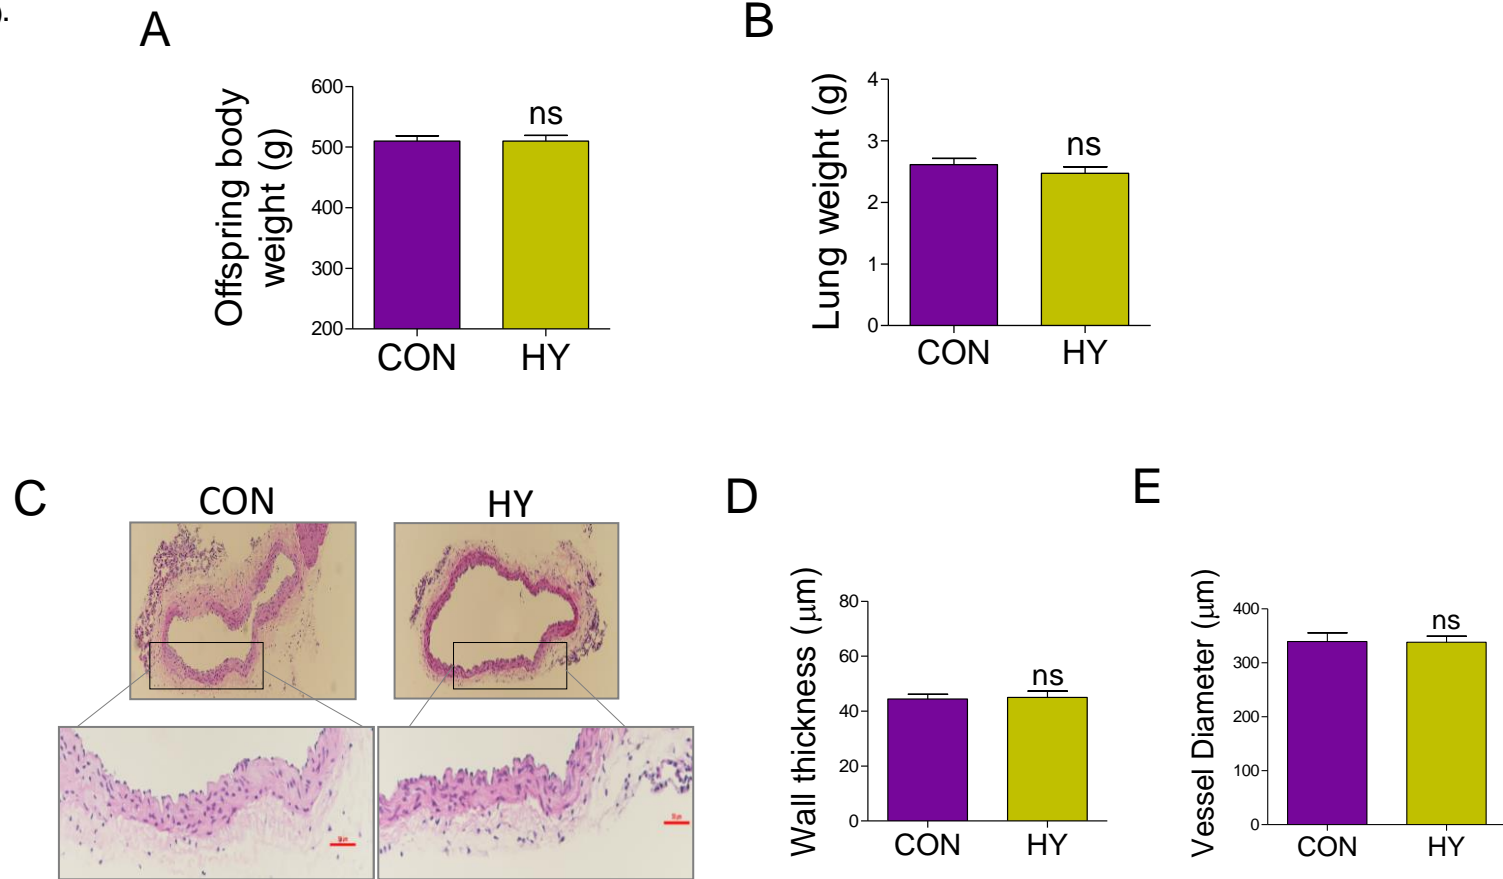 A
Offspring body
weight (g)
600
500
400
300
200
ns
CON
HY
B
Lung weight (g)
4
3
2
1
0
ns
CON
HY
C
CON
HY
D
Wall thickness (μm)
80
60
40
20
0
ns
CON
HY
E
Vessel Diameter (μm)
400
300
200
100
0
ns
CON
HY